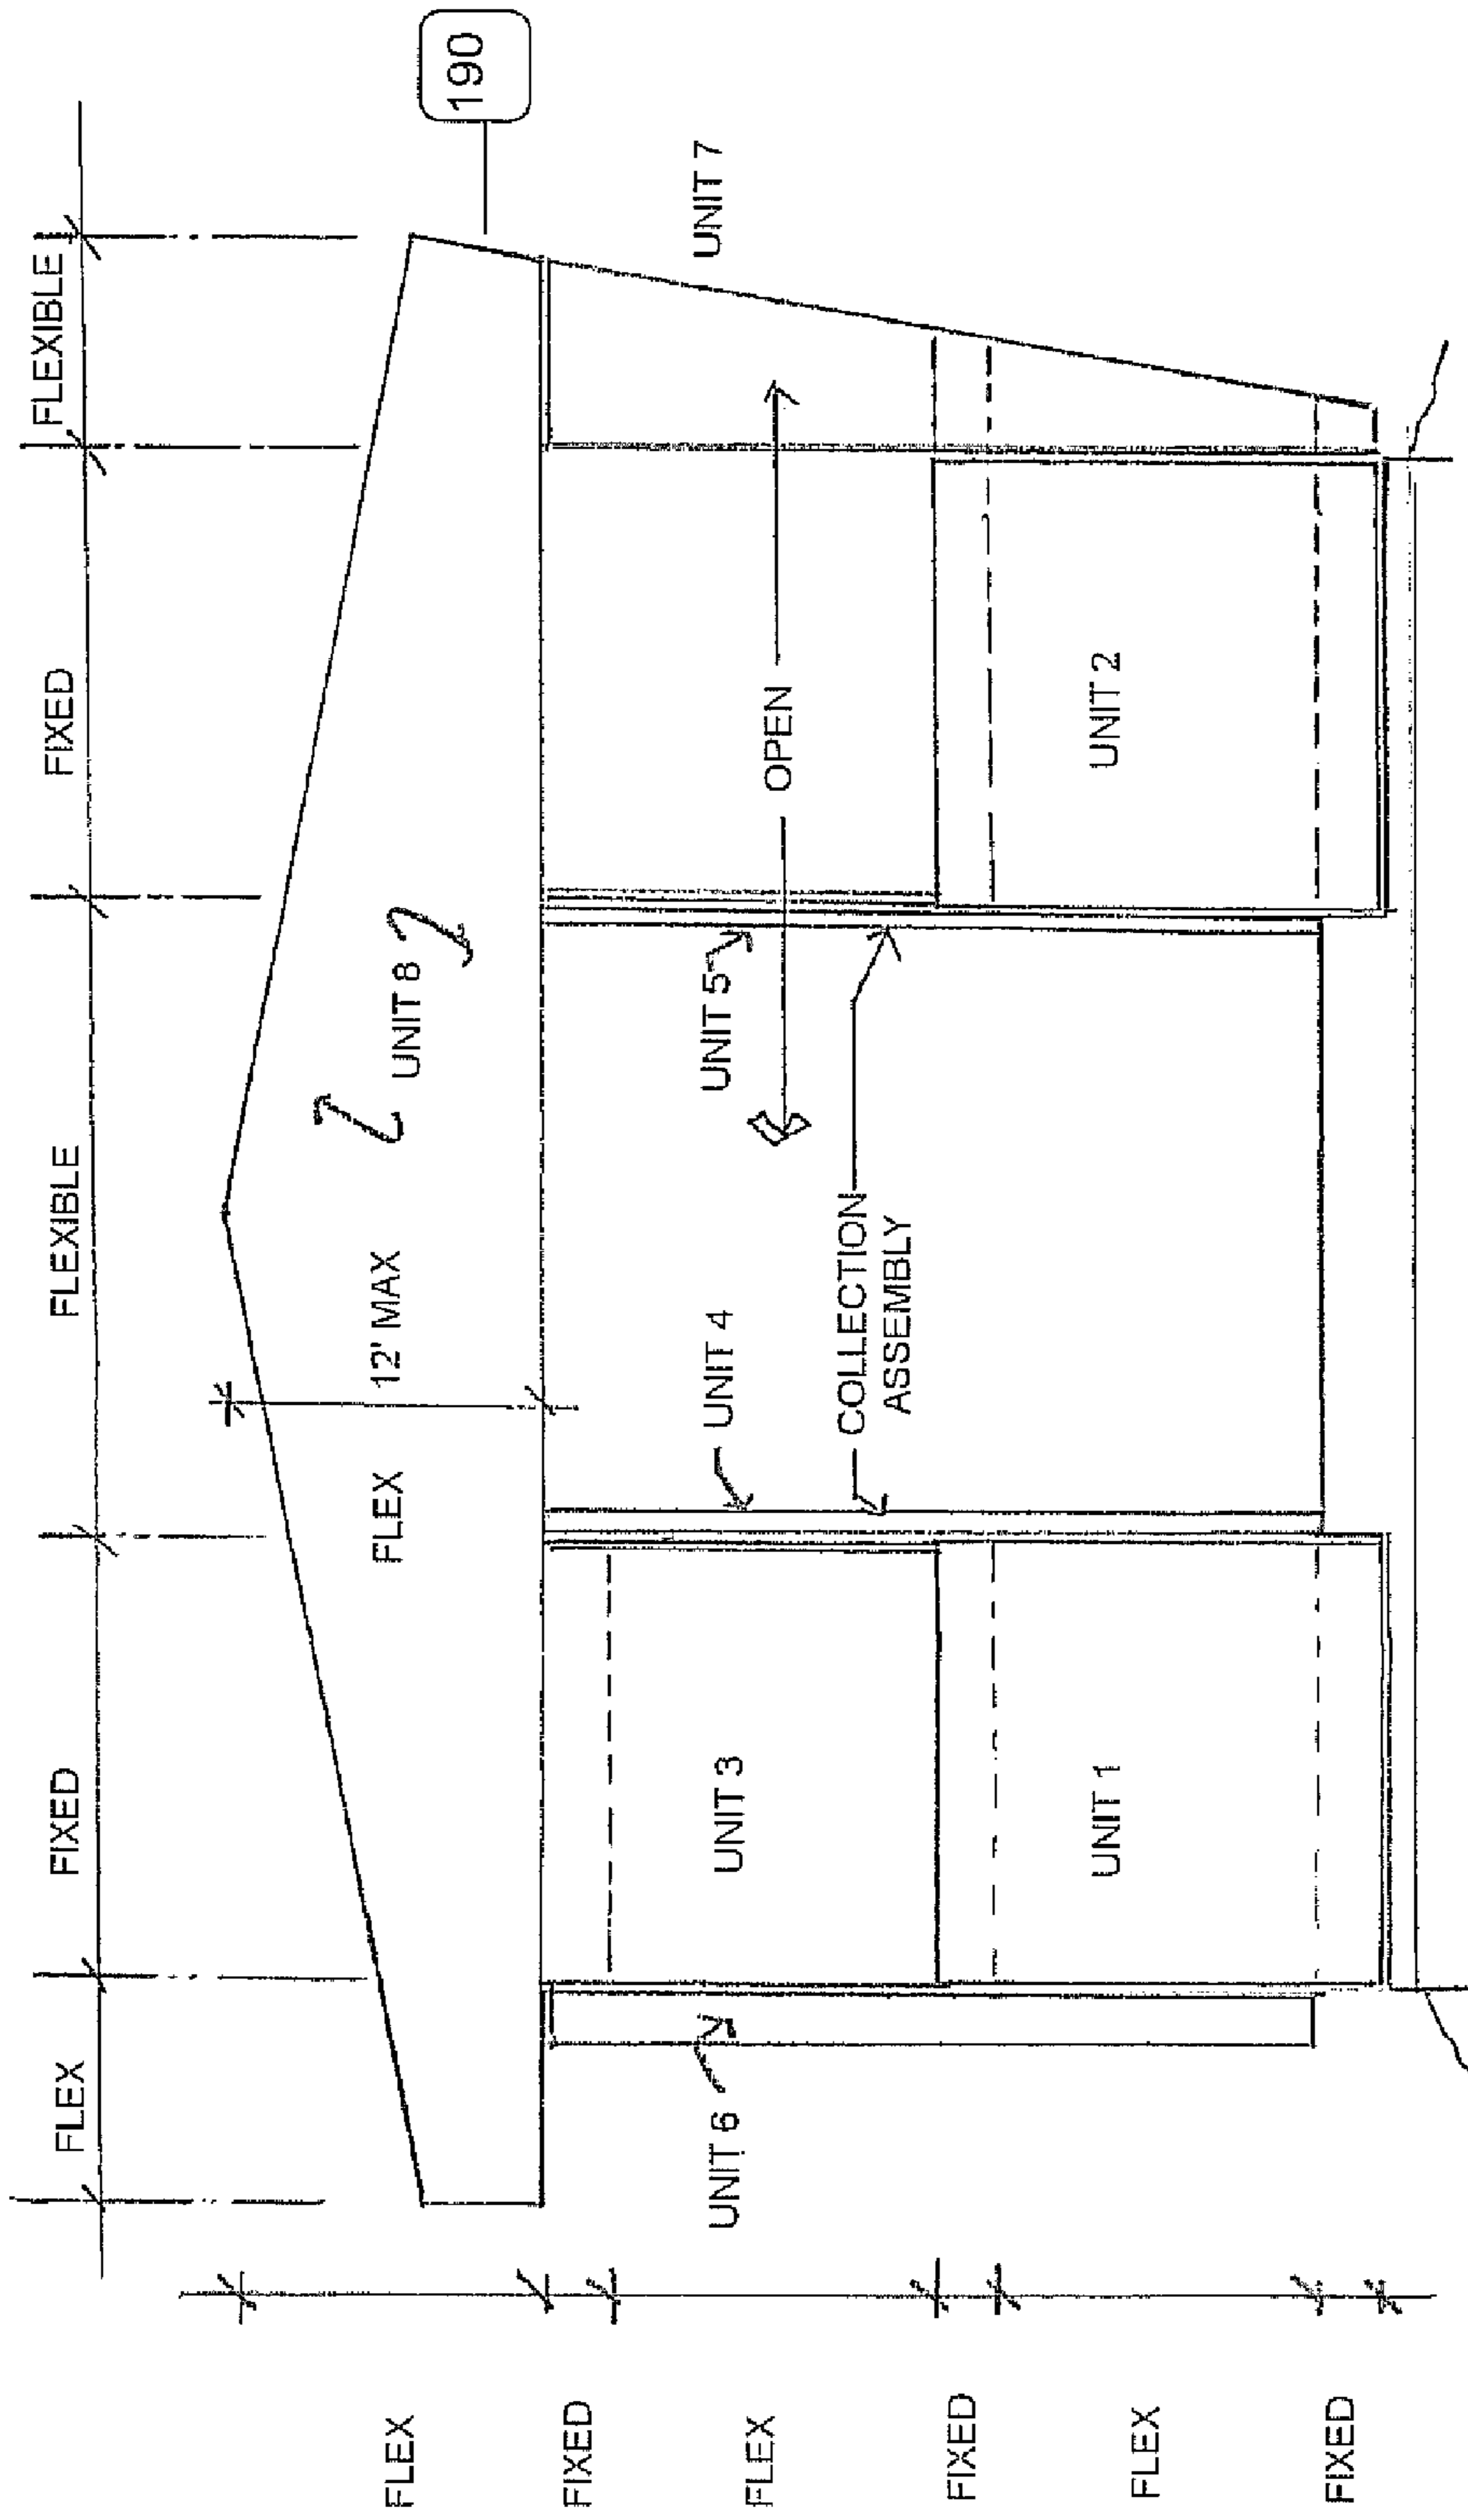 FLEX
FIXED
FLEXIBLE
FIXED
FLEXIBLE
190
FLEX
FLEX
12' MAX
UNIT 8
FIXED
FLEX
UNIT 6
UNIT 3
UNIT 4
UNIT 5
OPEN
UNIT 7
COLLECTION
ASSEMBLY
FIXED
FLEX
UNIT 1
UNIT 2
FIXED